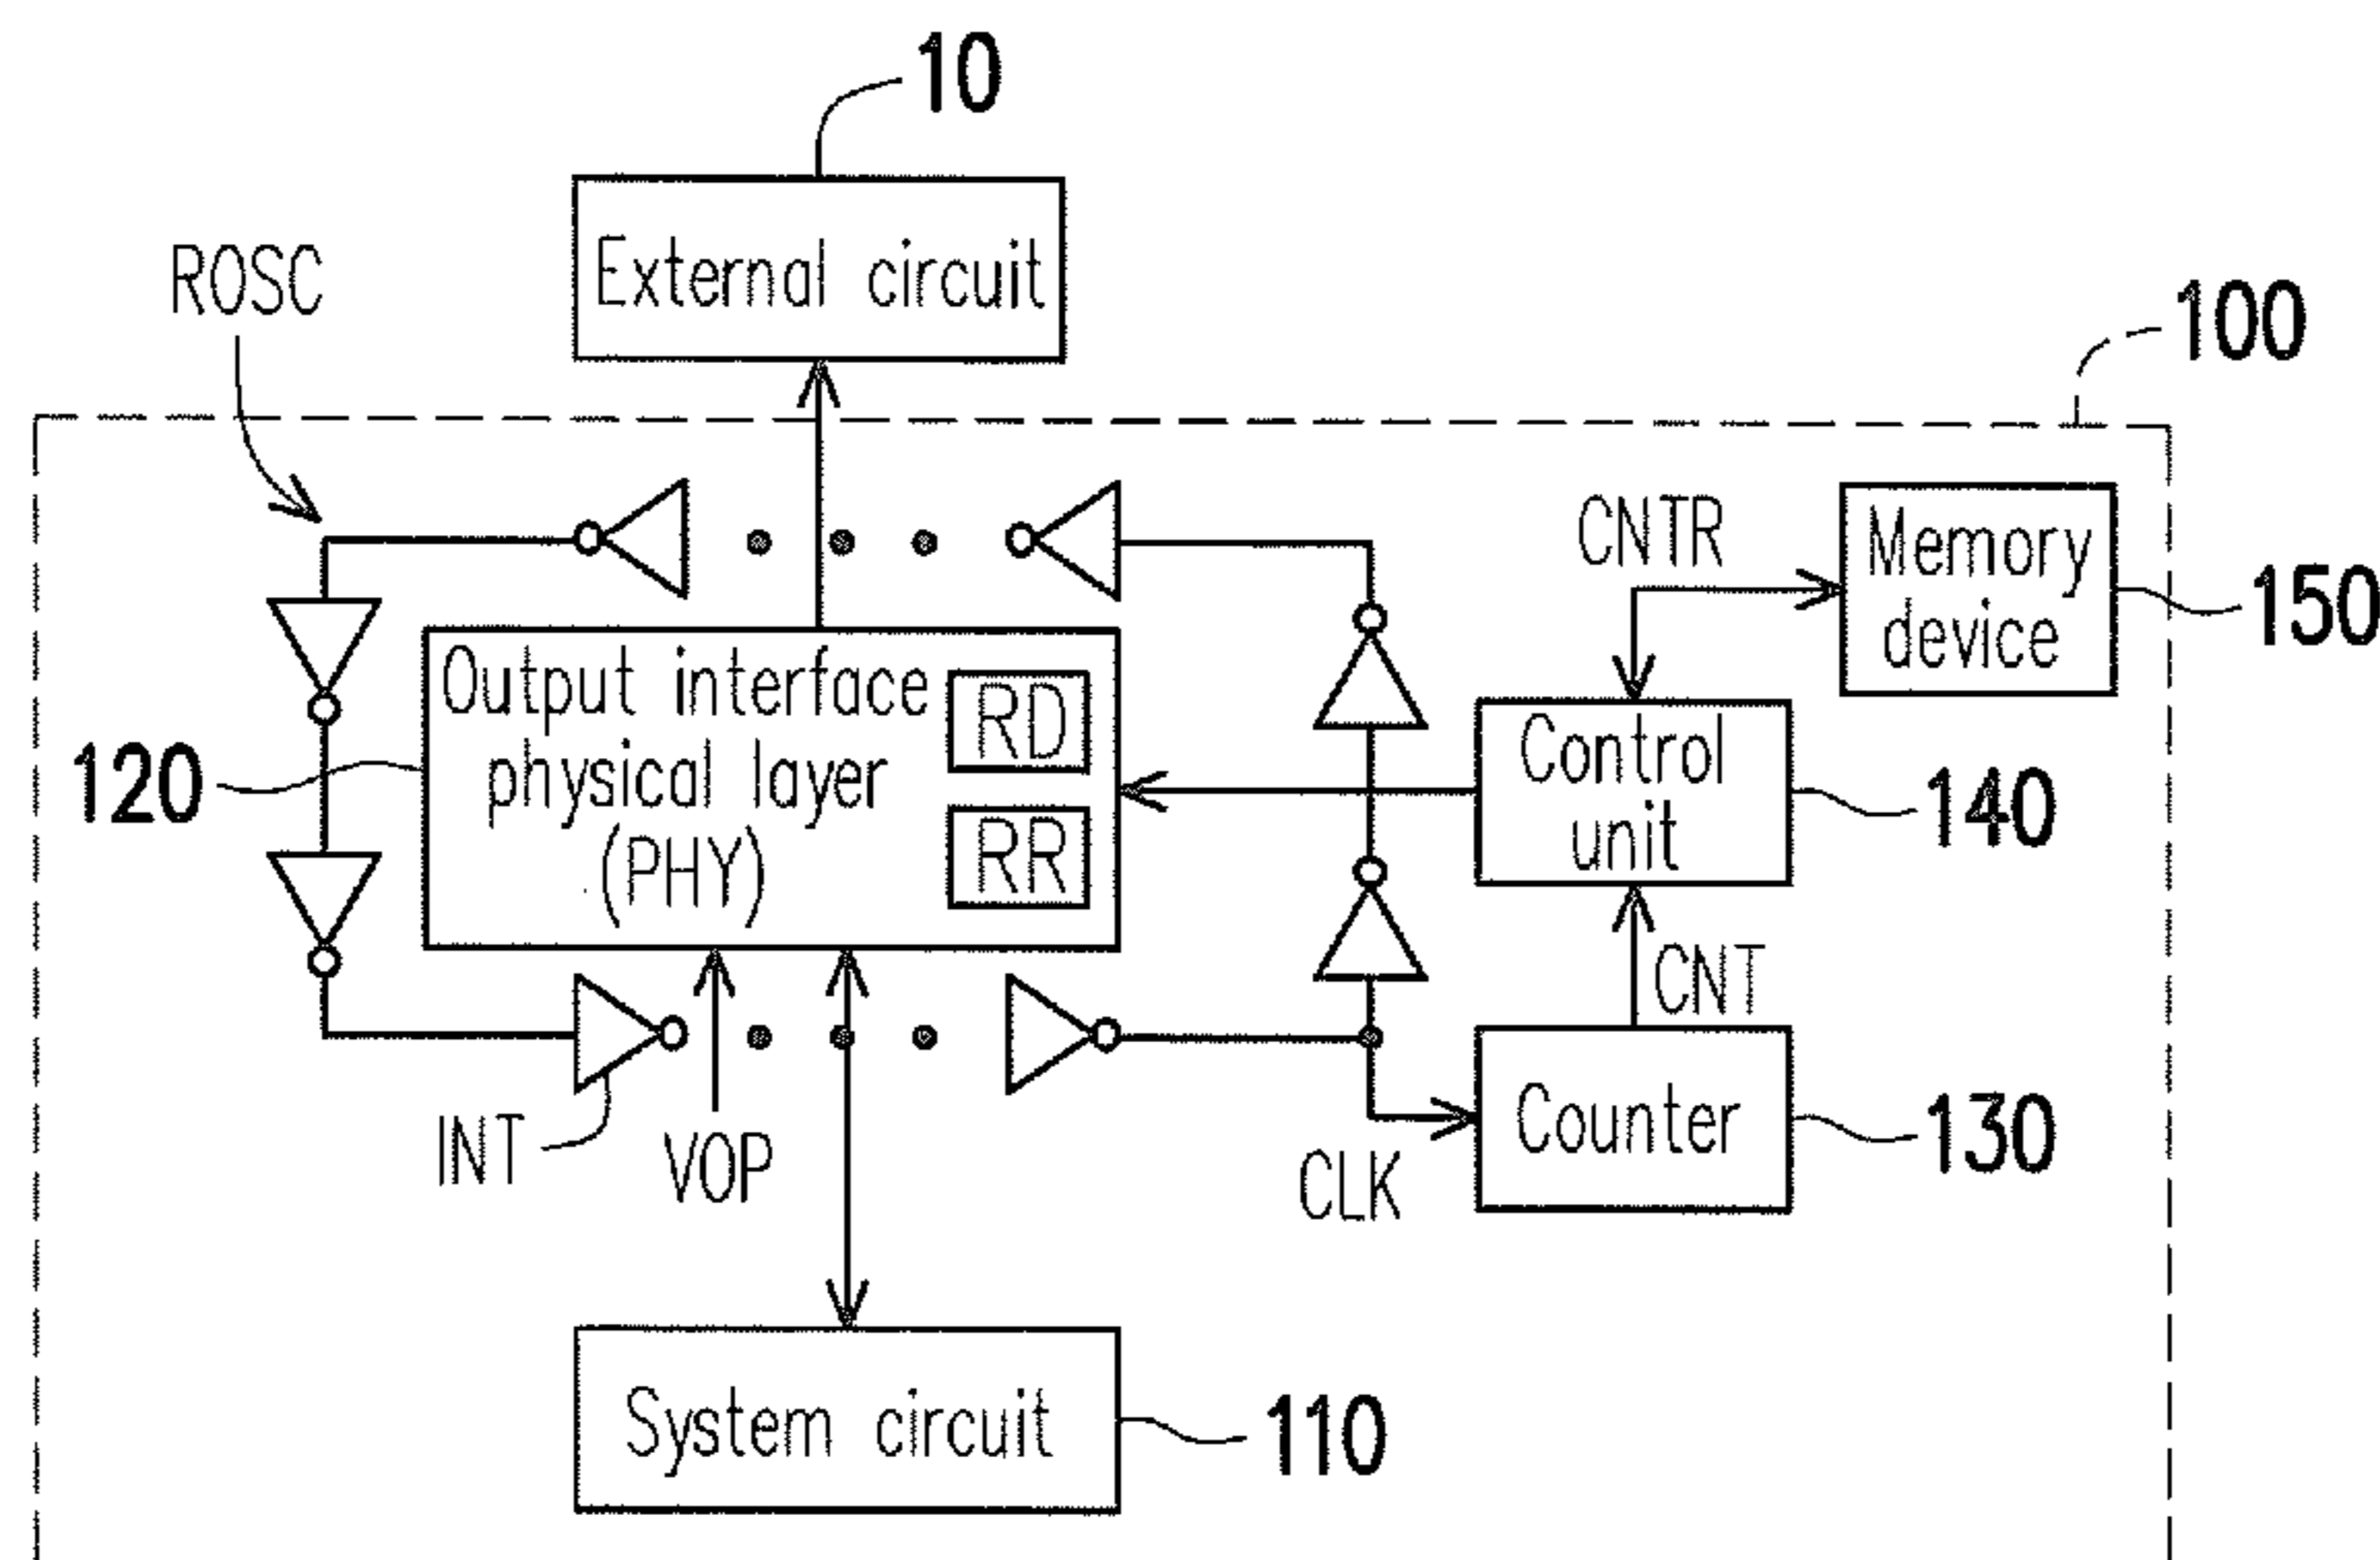 10
External circuit
ROSC
100
CNTR
Memory
device
150
Output interface
physical layer
(PHY)
RD
RR
120
Control
unit
140
CNT
INT
VOP
CLK
Counter
130
System circuit
110